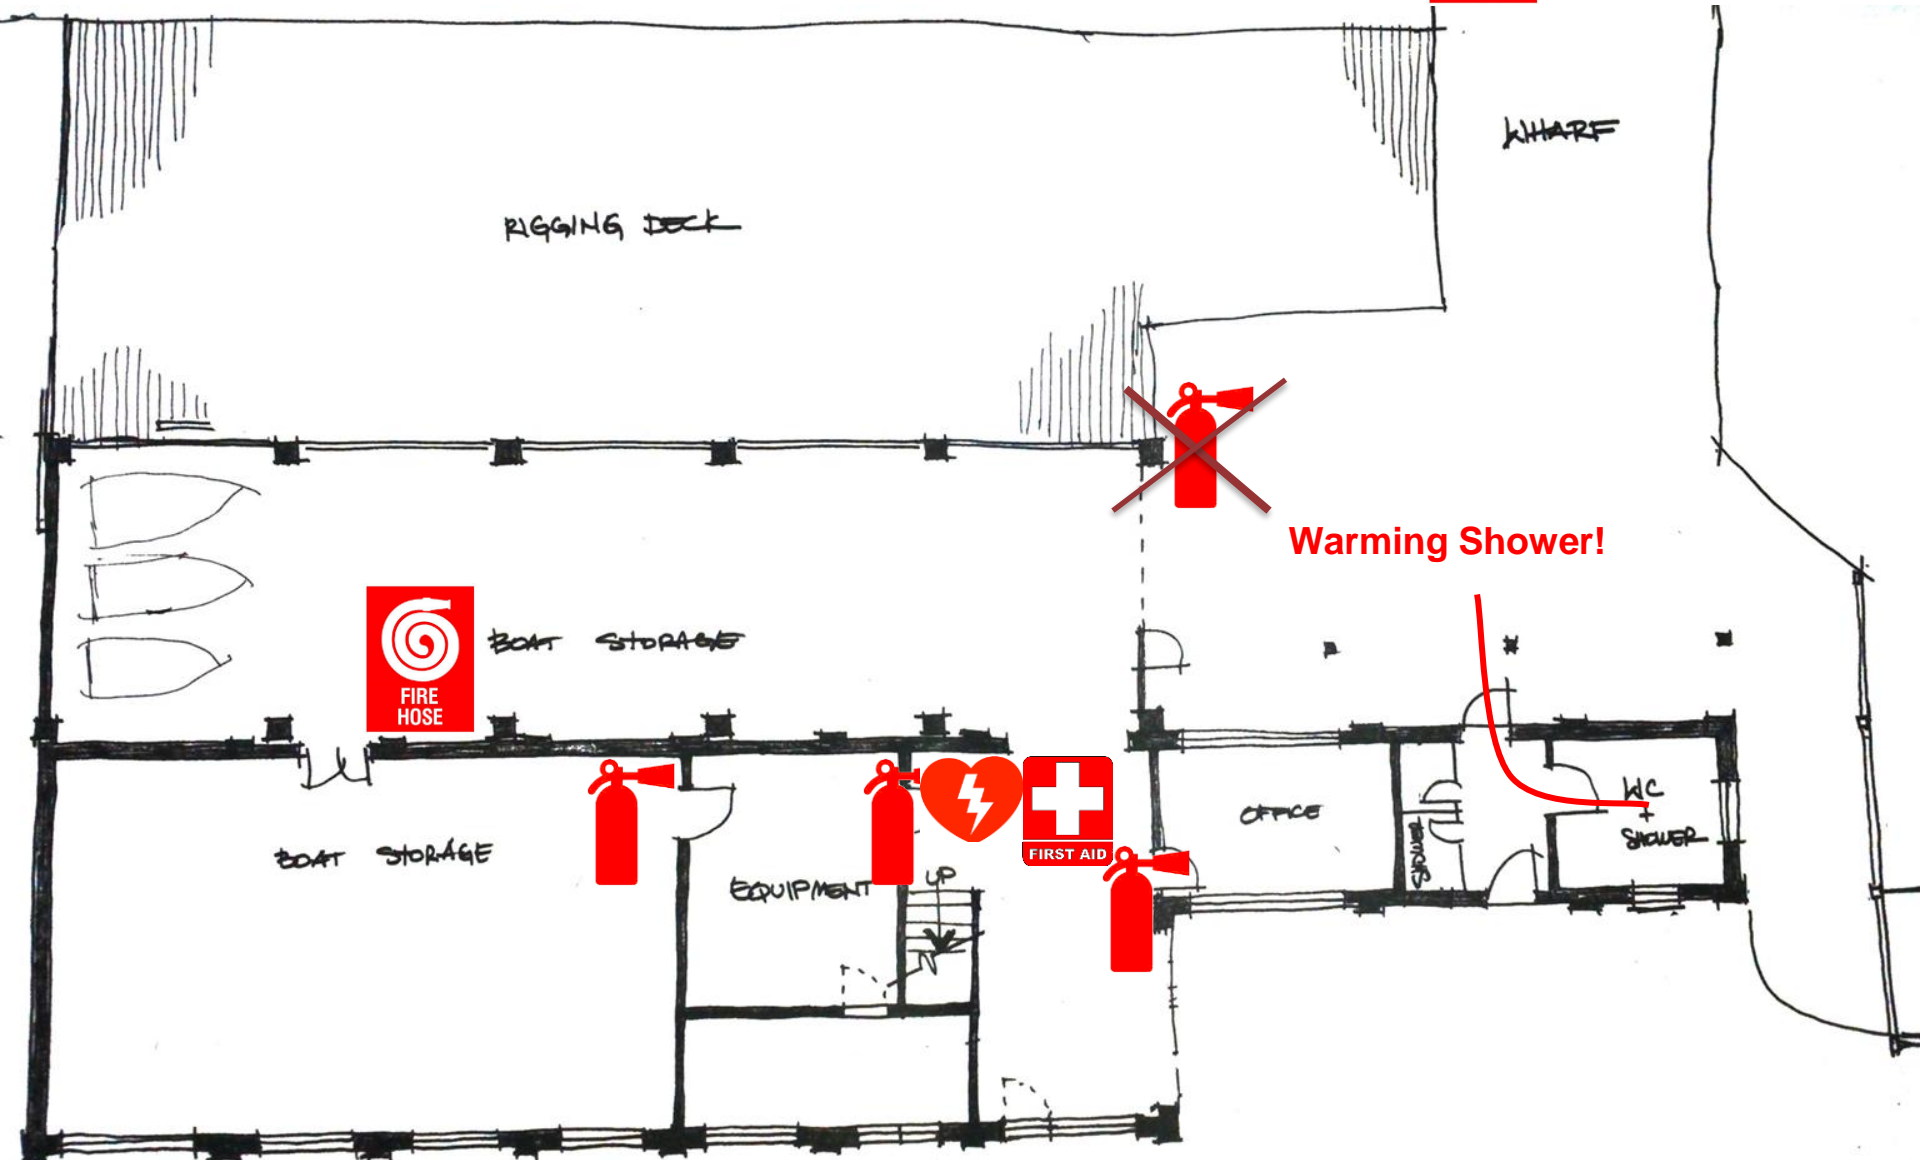 WHARF
RIGGING DECK
Warming Shower!
BOAT STORAGE
FIRE
HOSE
WC
+
SHOWER
OFFICE
SHOWER
BOAT STORAGE
FIRST AID
EQUIPMENT
UP